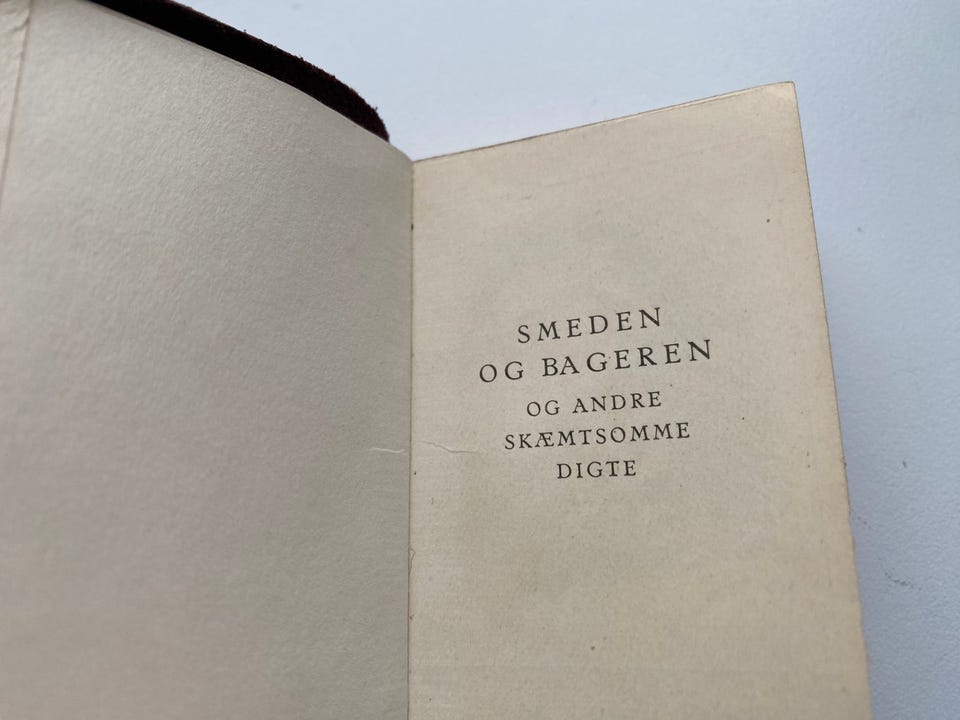 SMEDEN
OG BAGEREN
OG ANDRE
SKÆMTSOMME
DIGTE